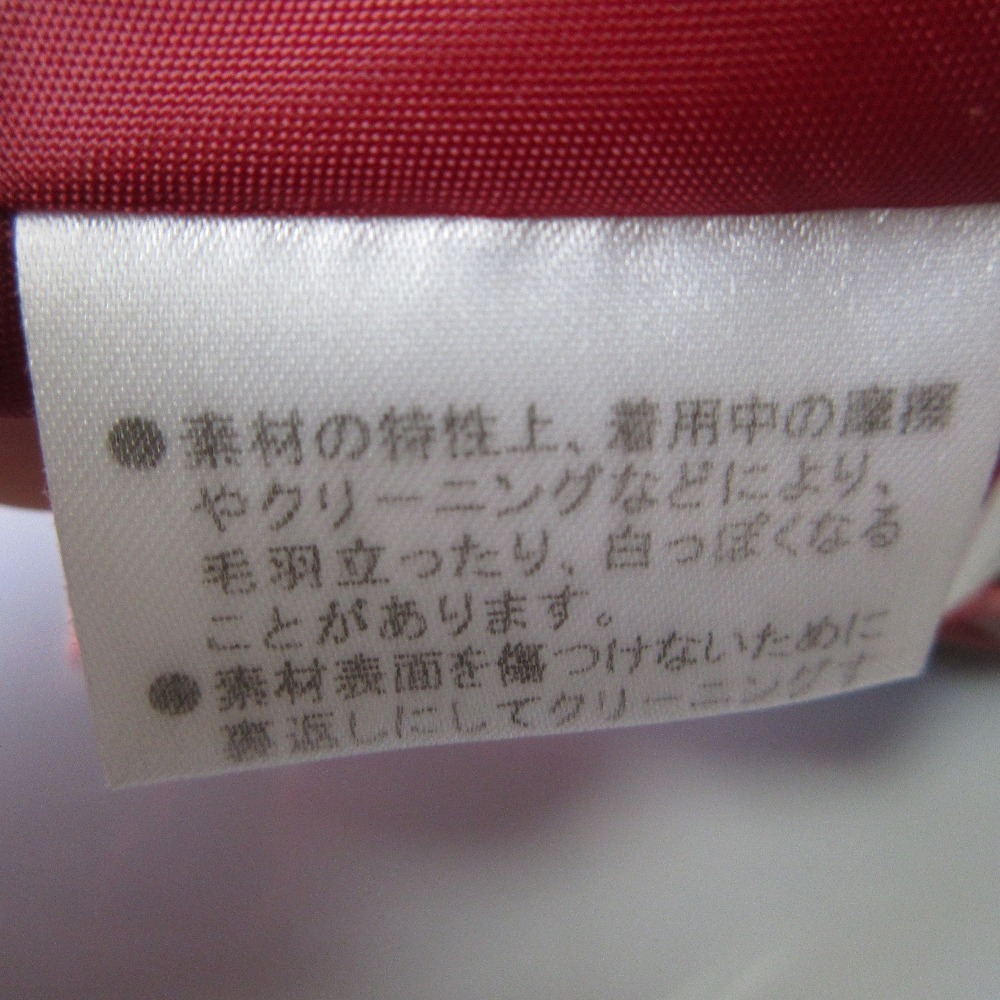 ●素材の特性上、着用中の摩擦
やクリーニングなどにより、
毛羽立ったり、白っぽくなる
ことがあります。
●素材表面を傷つけないために
裏返しにしてクリーニングす